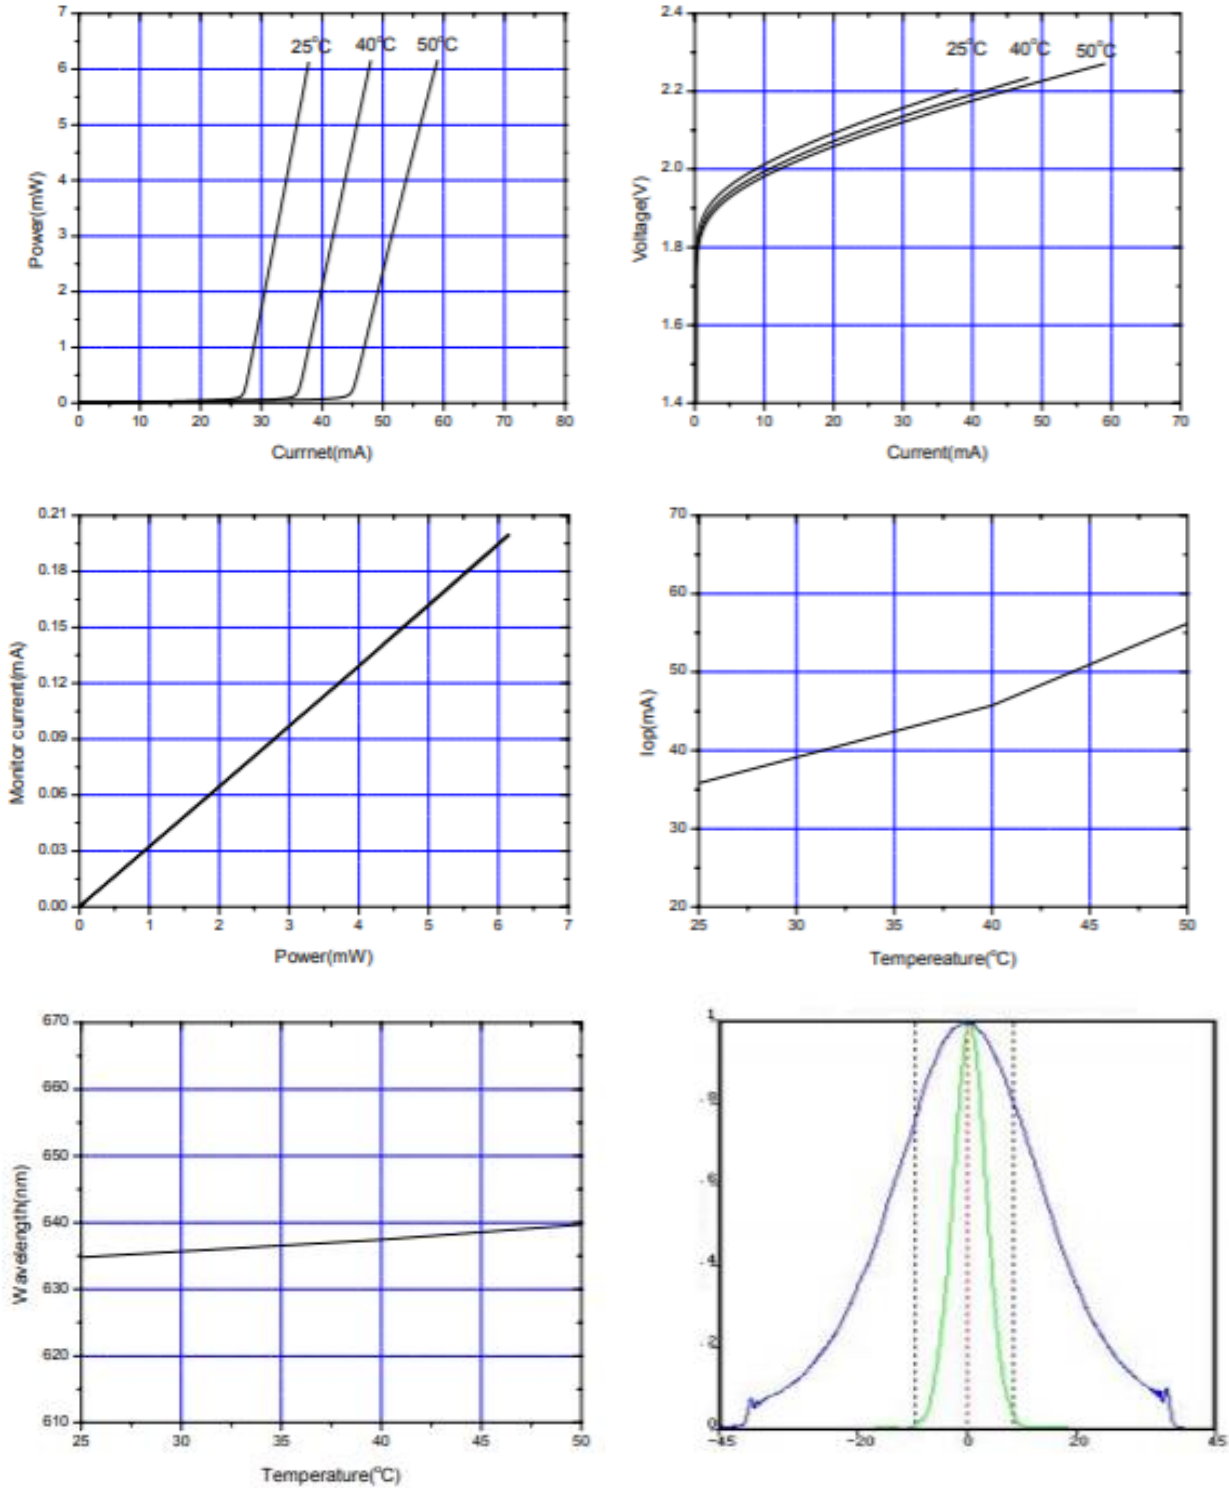 7
6
5
4
3
2
1
0
25°C 40°C 50°C
Power(mW)
0 10 20 30 40 50 60 70 80
Currnet(mA)
2.4
2.2
2.0
1.8
1.6
1.4
25°C 40°C 50°C
Voltage(V)
0 10 20 30 40 50 60 70
Current(mA)
0.21
0.18
0.15
0.12
0.09
0.06
0.03
0.00
Monitor current(mA)
0 1 2 3 4 5 6 7
Power(mW)
70
60
50
40
30
20
Iop(mA)
25 30 35 40 45 50
Tempereature(°C)
670
660
650
640
630
620
610
Wavelength(nm)
25 30 35 40 45 50
Temperature(°C)
1
.8
.6
.4
.2
0
-45 -20 0 20 45